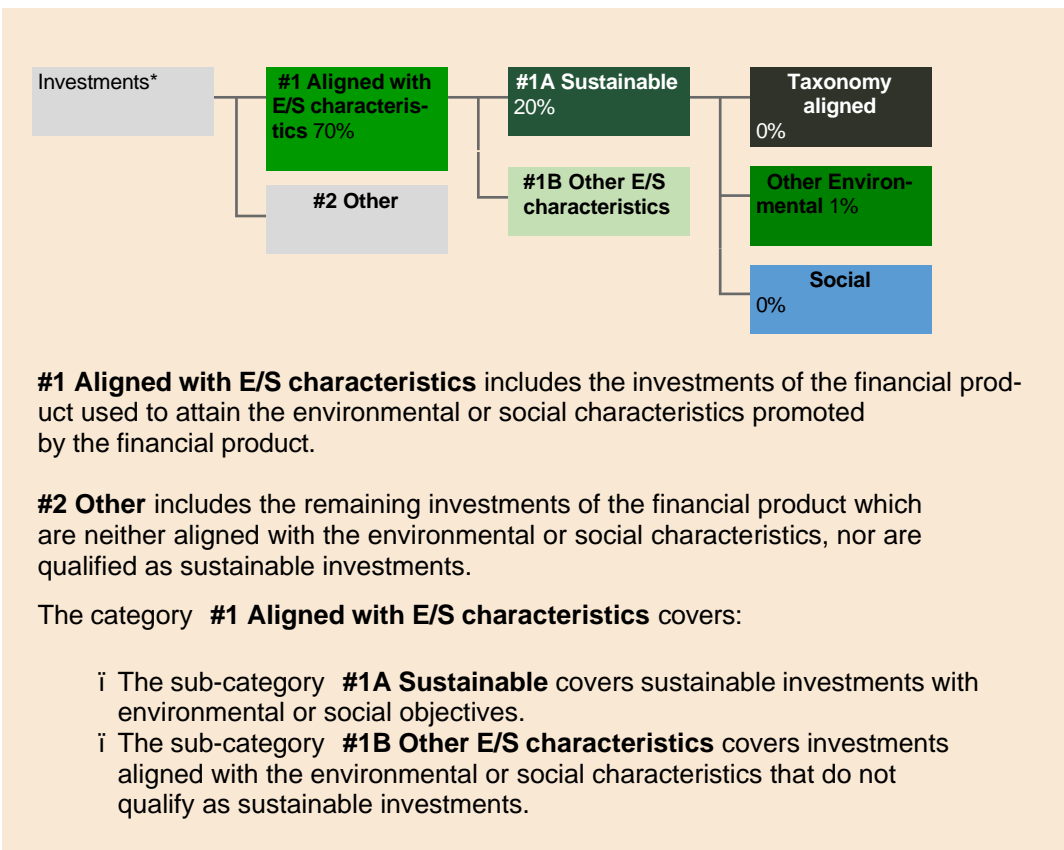 Investments*
#1 Aligned with
E/S characteris-
tics 70%
#2 Other
#1A Sustainable
20%
#1B Other E/S
characteristics
Taxonomy
aligned
0%
Other Environ-
mental 1%
Social
0%
#1 Aligned with E/S characteristics includes the investments of the financial prod-
uct used to attain the environmental or social characteristics promoted
by the financial product.
#2 Other includes the remaining investments of the financial product which
are neither aligned with the environmental or social characteristics, nor are
qualified as sustainable investments.
The category #1 Aligned with E/S characteristics covers:
ï The sub-category #1A Sustainable covers sustainable investments with
environmental or social objectives.
ï The sub-category #1B Other E/S characteristics covers investments
aligned with the environmental or social characteristics that do not
qualify as sustainable investments.